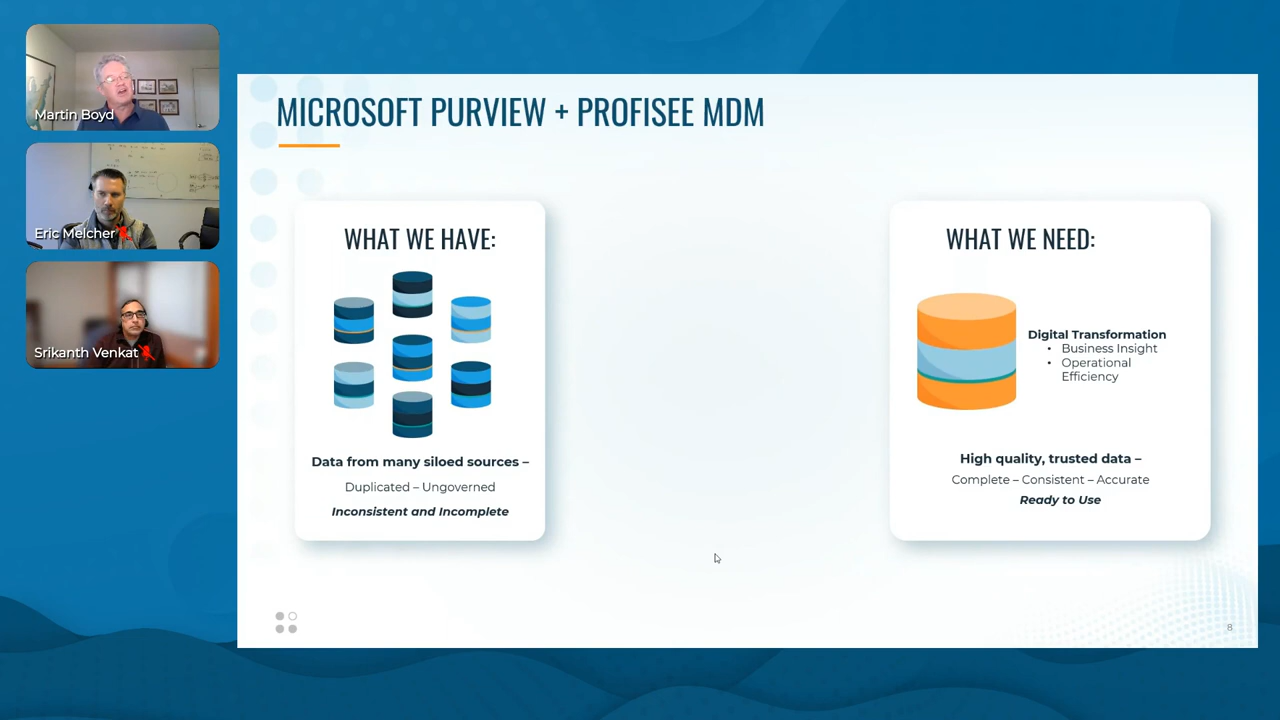 Martin Boyd
Eric Melcher
Srikanth Venkat
MICROSOFT PURVIEW + PROFISEE MDM
WHAT WE HAVE:
Data from many siloed sources –
Duplicated – Ungoverned
Inconsistent and Incomplete
WHAT WE NEED:
Digital Transformation
• Business Insight
• Operational
Efficiency
High quality, trusted data –
Complete – Consistent – Accurate
Ready to Use
8